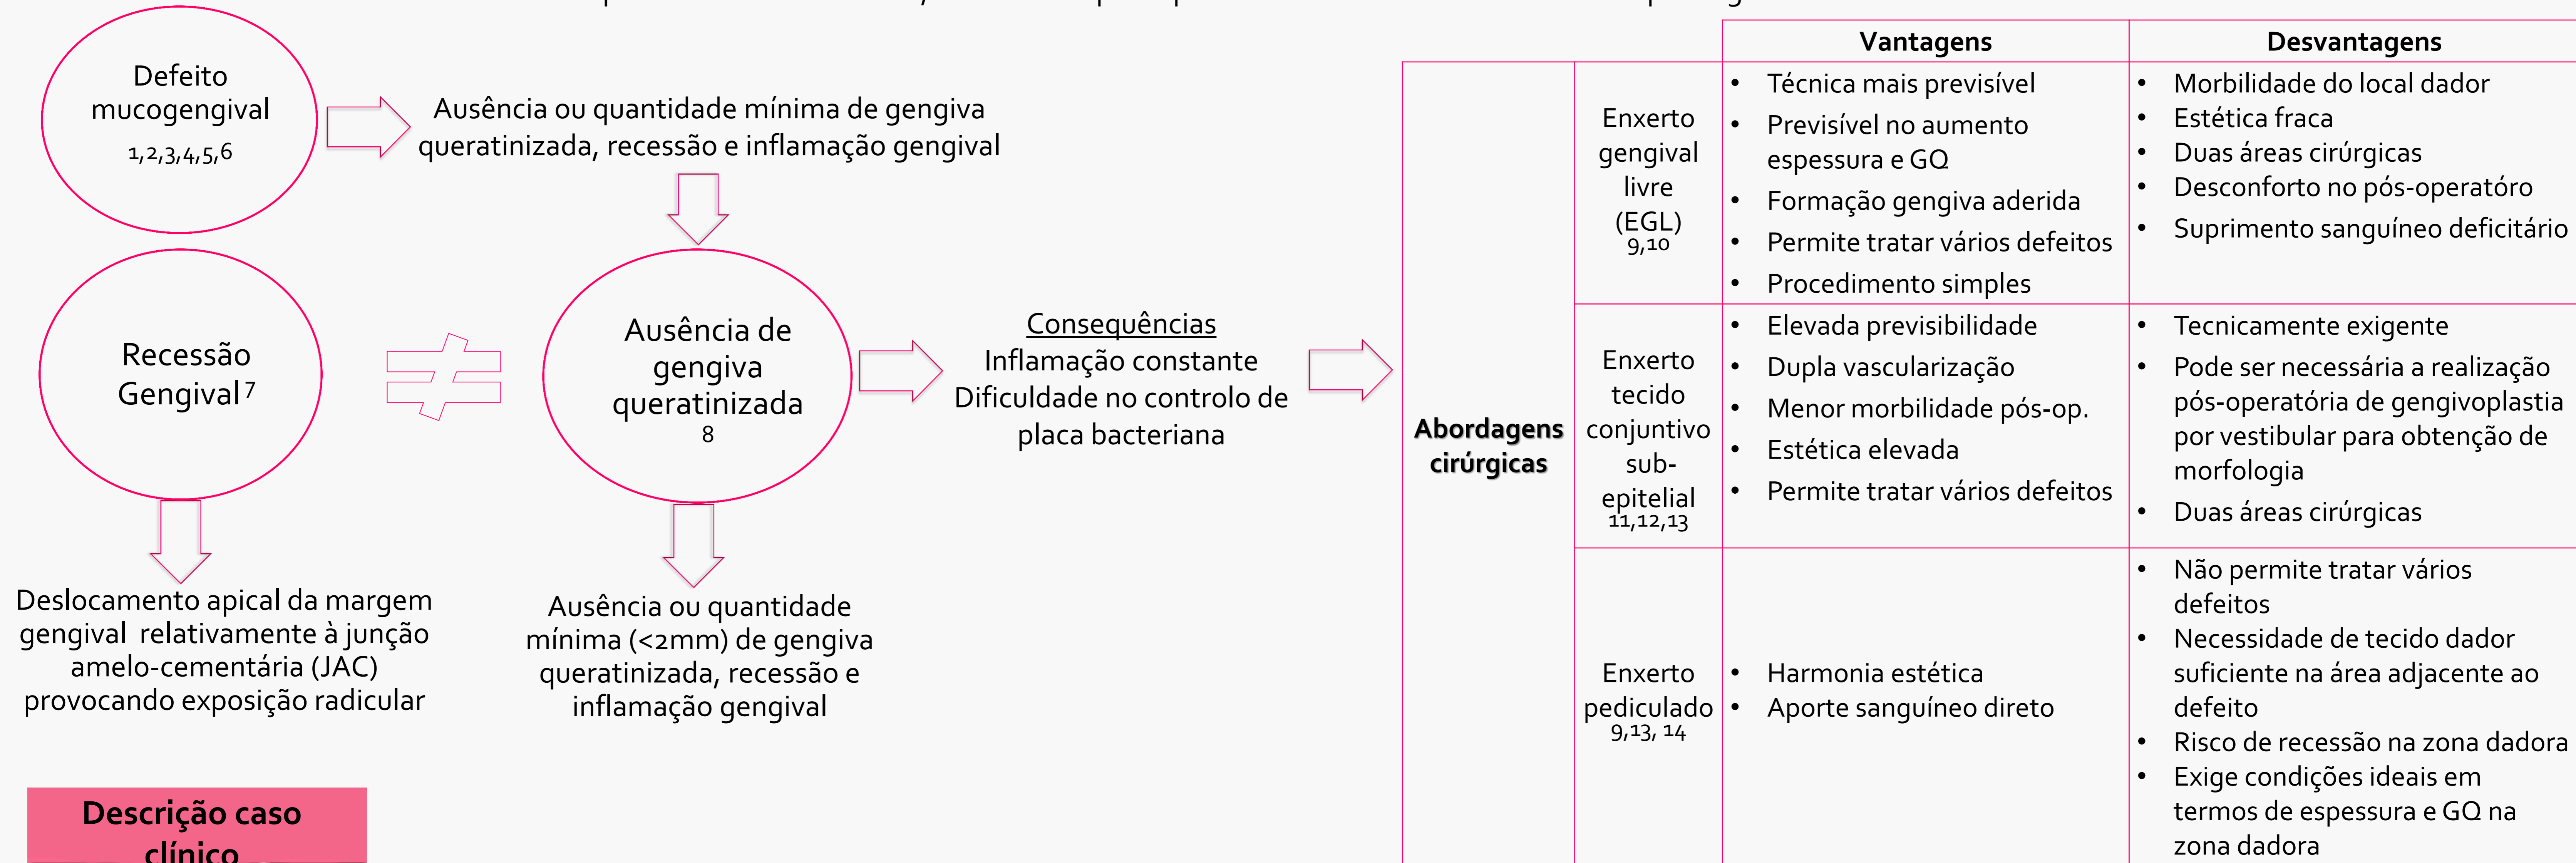 Defeito
mucogengival
1,2,3,4,5,6
Ausência ou quantidade mínima de gengiva
queratinizada, recessão e inflamação gengival
Recessão
Gengival 7
≠
Ausência de
gengiva
queratinizada
8
Consequências
Inflamação constante
Dificuldade no controlo de
placa bacteriana
Deslocamento apical da margem
gengival relativamente à junção
amelo-cementária (JAC)
provocando exposição radicular
Ausência ou quantidade
mínima (<2mm) de gengiva
queratinizada, recessão e
inflamação gengival
Descrição caso
clínico
Vantagens
Desvantagens
Abordagens
cirúrgicas
Enxerto
gengival
livre
(EGL)
9,10
• Técnica mais previsível
• Previsível no aumento
espessura e GQ
• Formação gengiva aderida
• Permite tratar vários defeitos
• Procedimento simples
• Morbilidade do local dador
• Estética fraca
• Duas áreas cirúrgicas
• Desconforto no pós-operatóro
• Suprimento sanguíneo deficitário
Enxerto
tecido
conjuntivo
sub-
epitelial
11,12,13
• Elevada previsibilidade
• Dupla vascularização
• Menor morbilidade pós-op.
• Estética elevada
• Permite tratar vários defeitos
• Tecnicamente exigente
• Pode ser necessária a realização
pós-operatória de gengivoplastia
por vestibular para obtenção de
morfologia
• Duas áreas cirúrgicas
Enxerto
pediculado
9,13, 14
• Harmonia estética
• Aporte sanguíneo direto
• Não permite tratar vários
defeitos
• Necessidade de tecido dador
suficiente na área adjacente ao
defeito
• Risco de recessão na zona dadora
• Exige condições ideais em
termos de espessura e GQ na
zona dadora